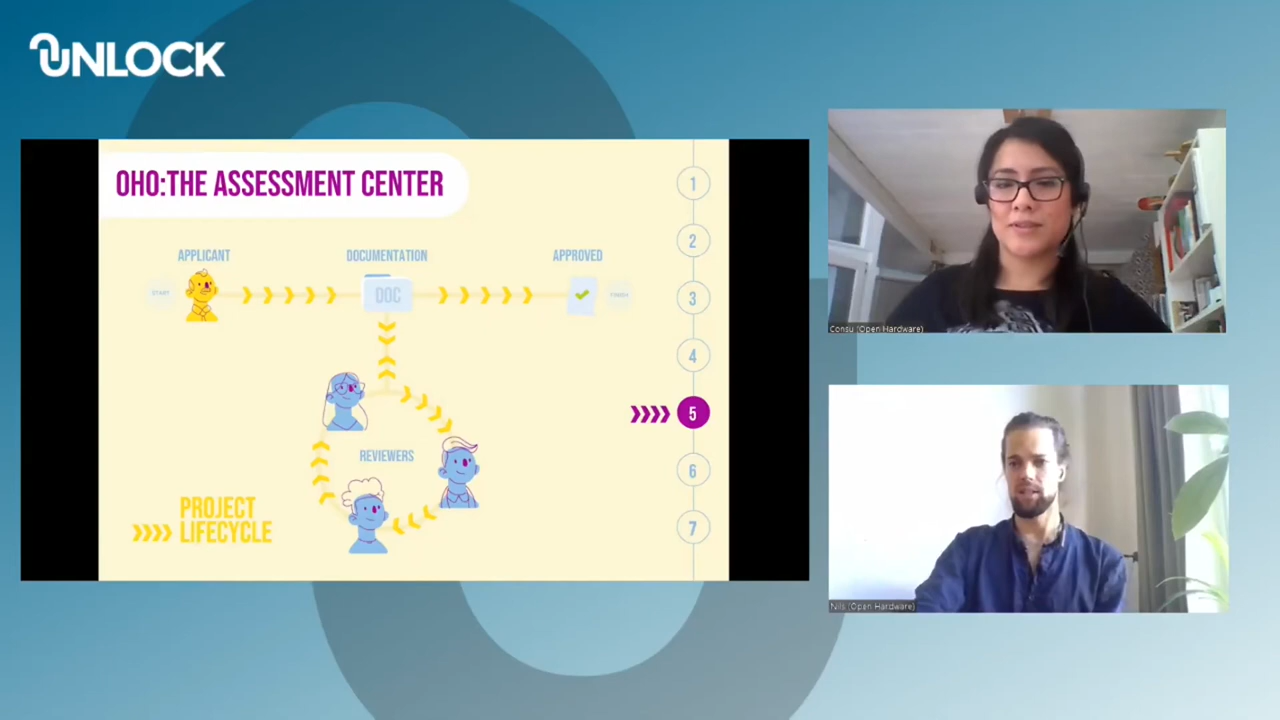 UNLOCK
OHO:THE ASSESSMENT CENTER
APPLICANT
DOCUMENTATION
APPROVED
START
DOC
FINISH
REVIEWERS
PROJECT
LIFECYCLE
1
2
3
4
5
6
7
Consu (Open Hardware)
Nils (Open Hardware)